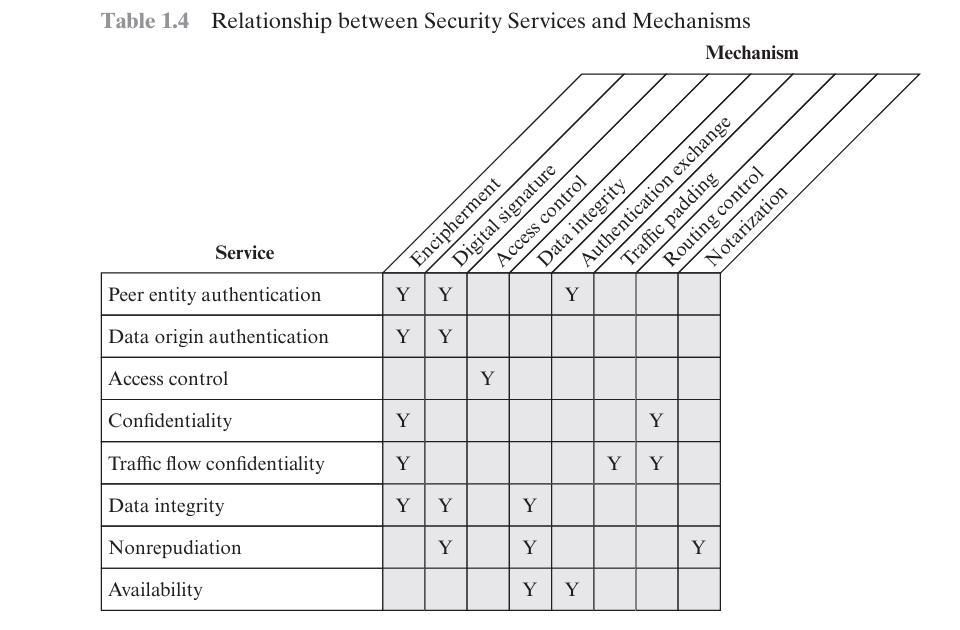 Table 1.4 Relationship between Security Services and Mechanisms
Mechanism
Service
Encipherment
Digital signature
Access control
Data integrity
Authentication exchange
Traffic padding
Routing control
Notarization
Peer entity authentication Y Y Y
Data origin authentication Y Y
Access control Y
Confidentiality Y Y
Traffic flow confidentiality Y Y Y
Data integrity Y Y Y
Nonrepudiation Y Y Y
Availability Y Y